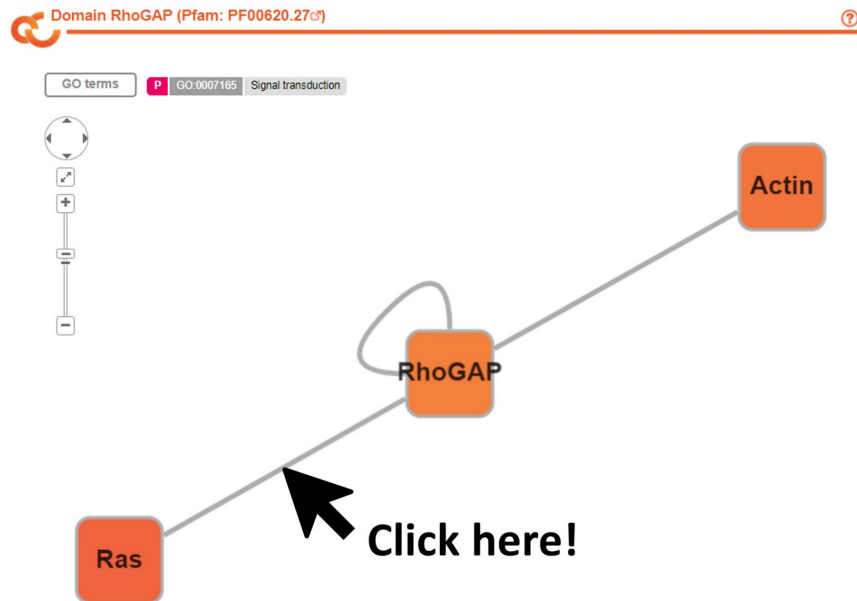 Domain RhoGAP (Pfam: PF00620.27)
?
GO terms P GO:0007165 Signal transduction
Actin
RhoGAP
Click here!
Ras